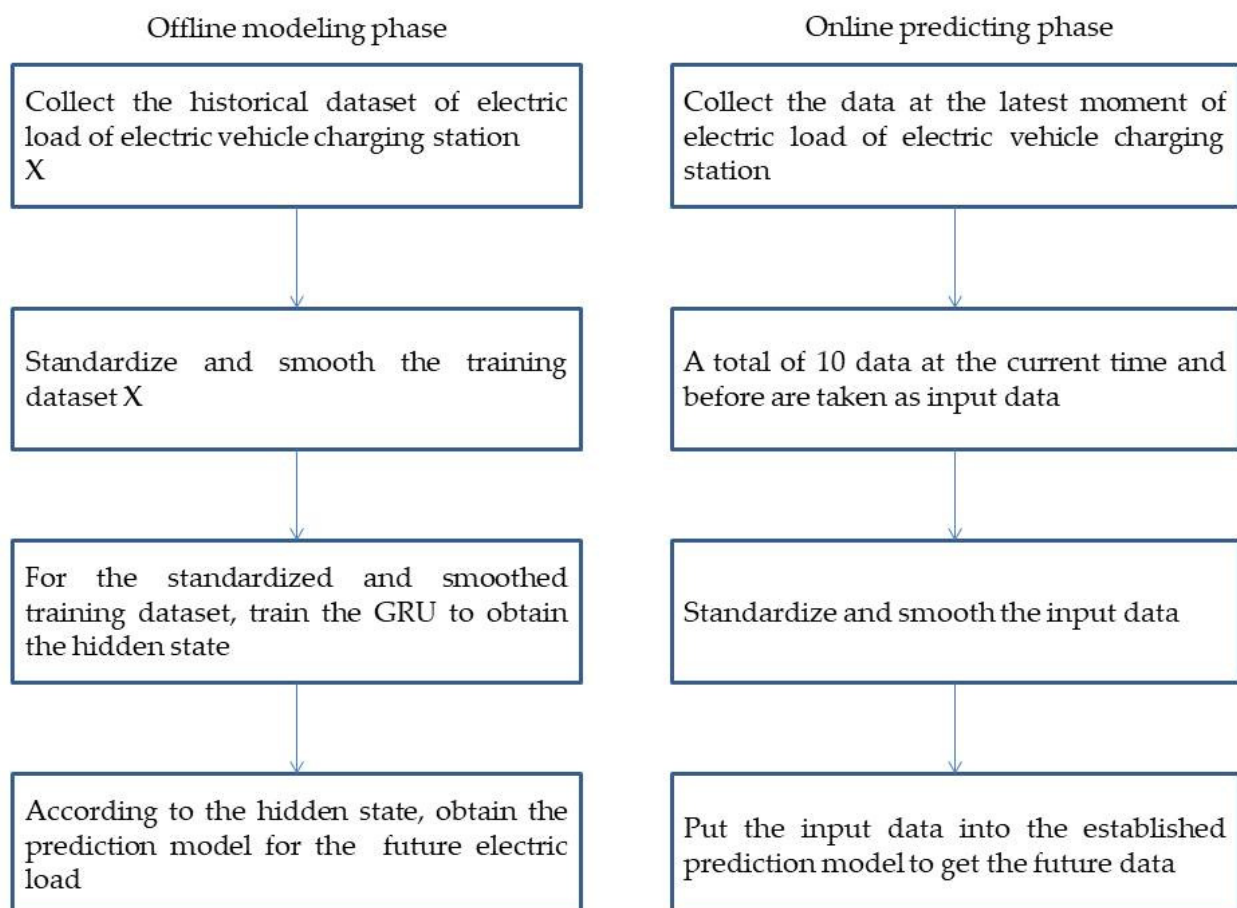 Offline modeling phase
Collect the historical dataset of electric
load of electric vehicle charging station
X
Standardize and smooth the training
dataset X
For the standardized and smoothed
training dataset, train the GRU to obtain
the hidden state
According to the hidden state, obtain the
prediction model for the future electric
load
Online predicting phase
Collect the data at the latest moment of
electric load of electric vehicle charging
station
A total of 10 data at the current time and
before are taken as input data
Standardize and smooth the input data
Put the input data into the established
prediction model to get the future data